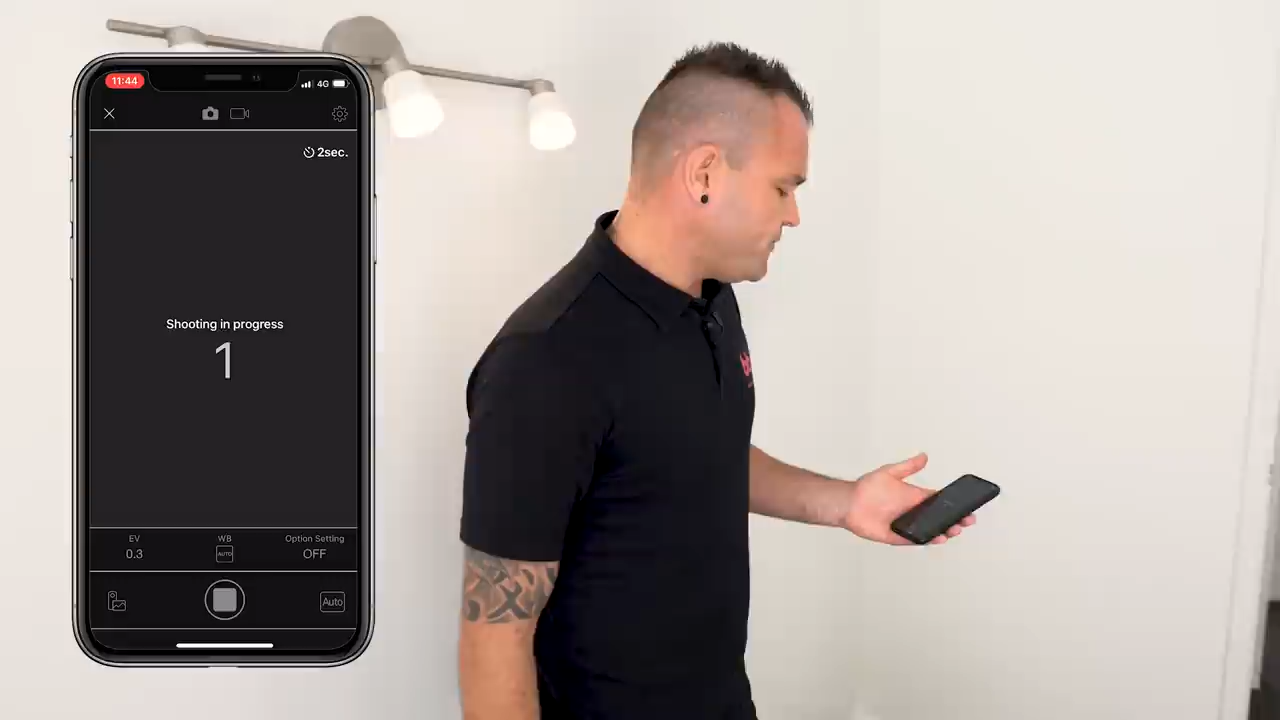 11:44
4G
2sec.
Shooting in progress
1
EV
WB
Option Setting
0.3
AUTO
OFF
Auto